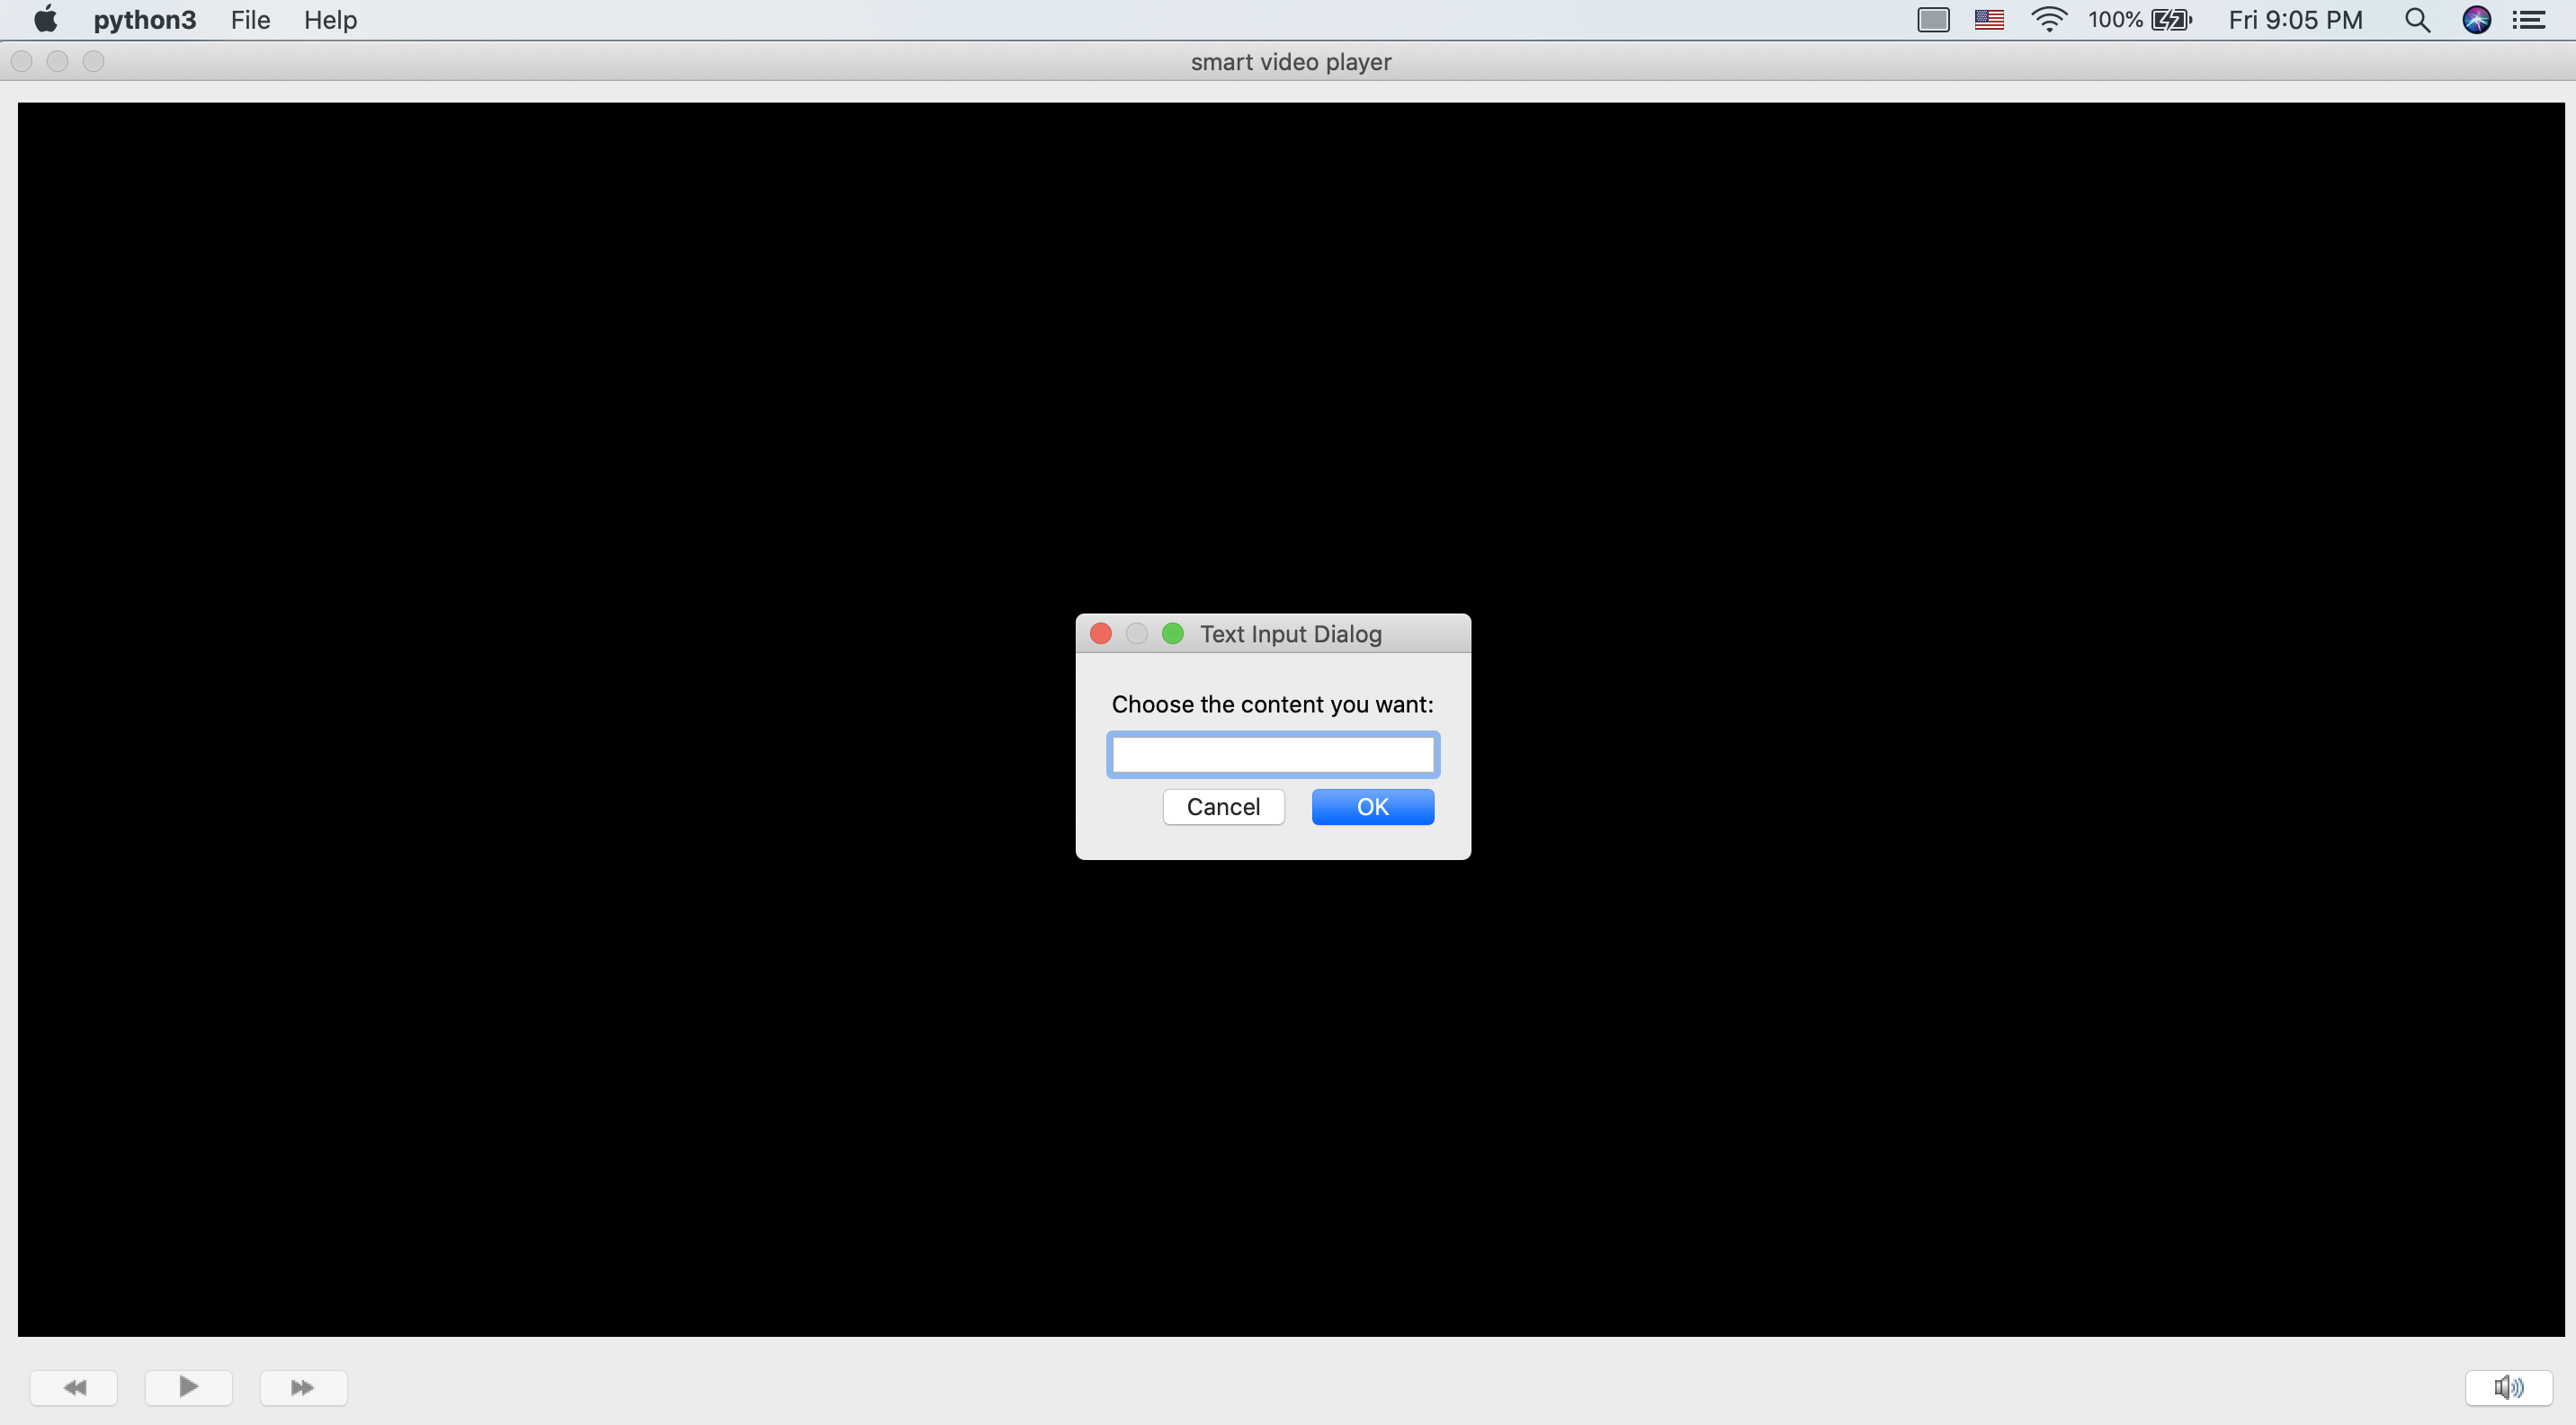 python3 File Help 100% Fri 9:05 PM
smart video player
Text Input Dialog
Choose the content you want:
Cancel OK